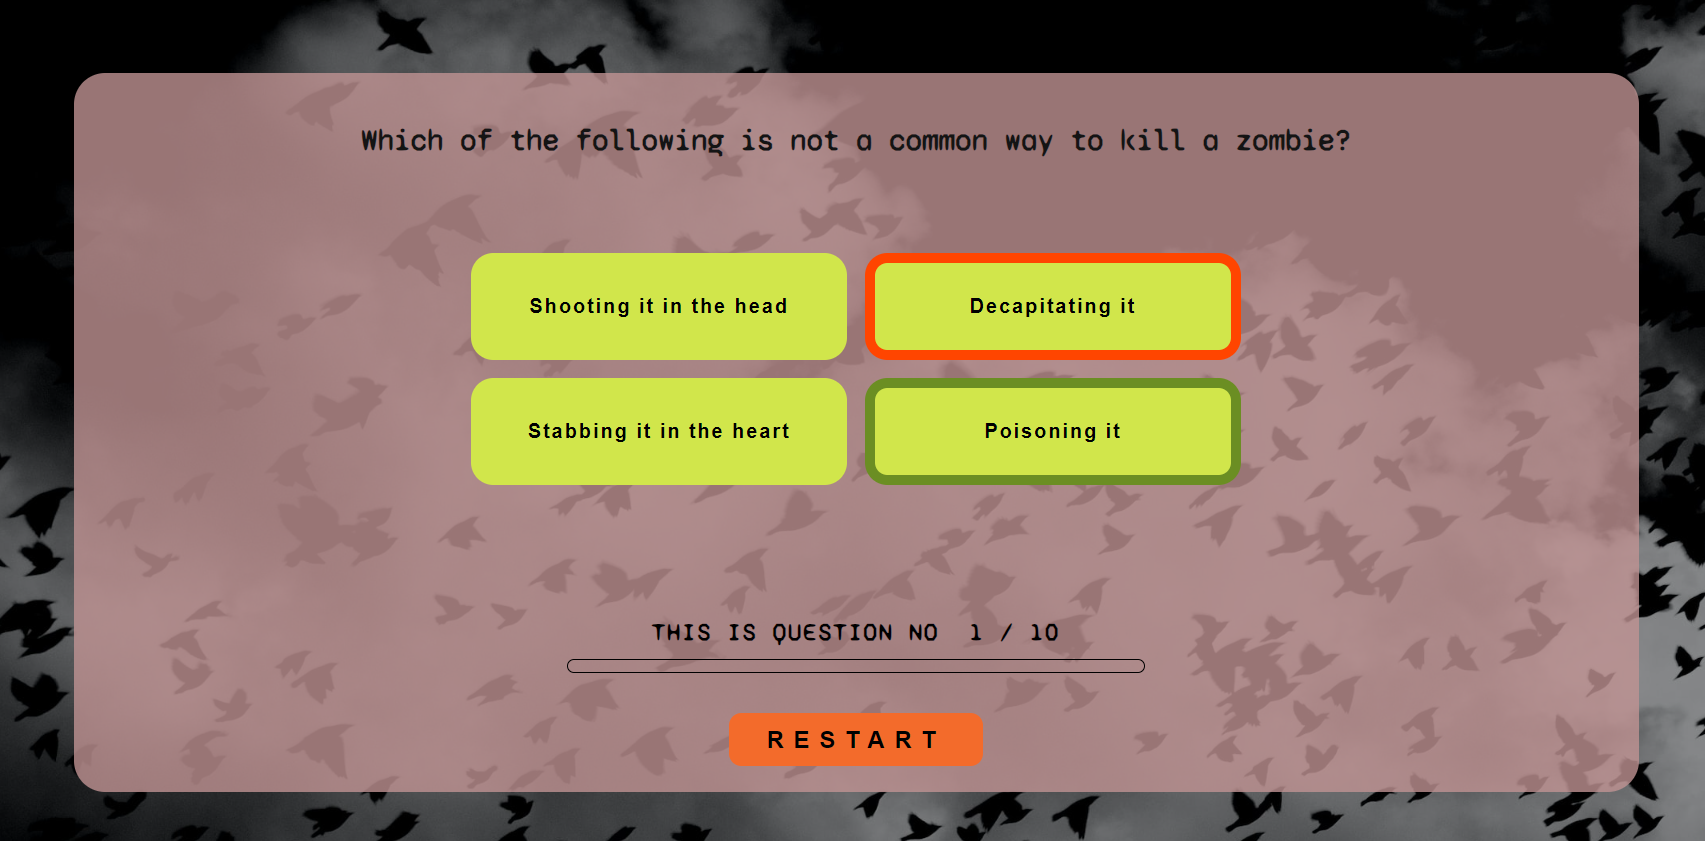 Which of the following is not a common way to kill a zombie?
Shooting it in the head
Decapitating it
Stabbing it in the heart
Poisoning it
THIS IS QUESTION NO 1 / 10
RESTART